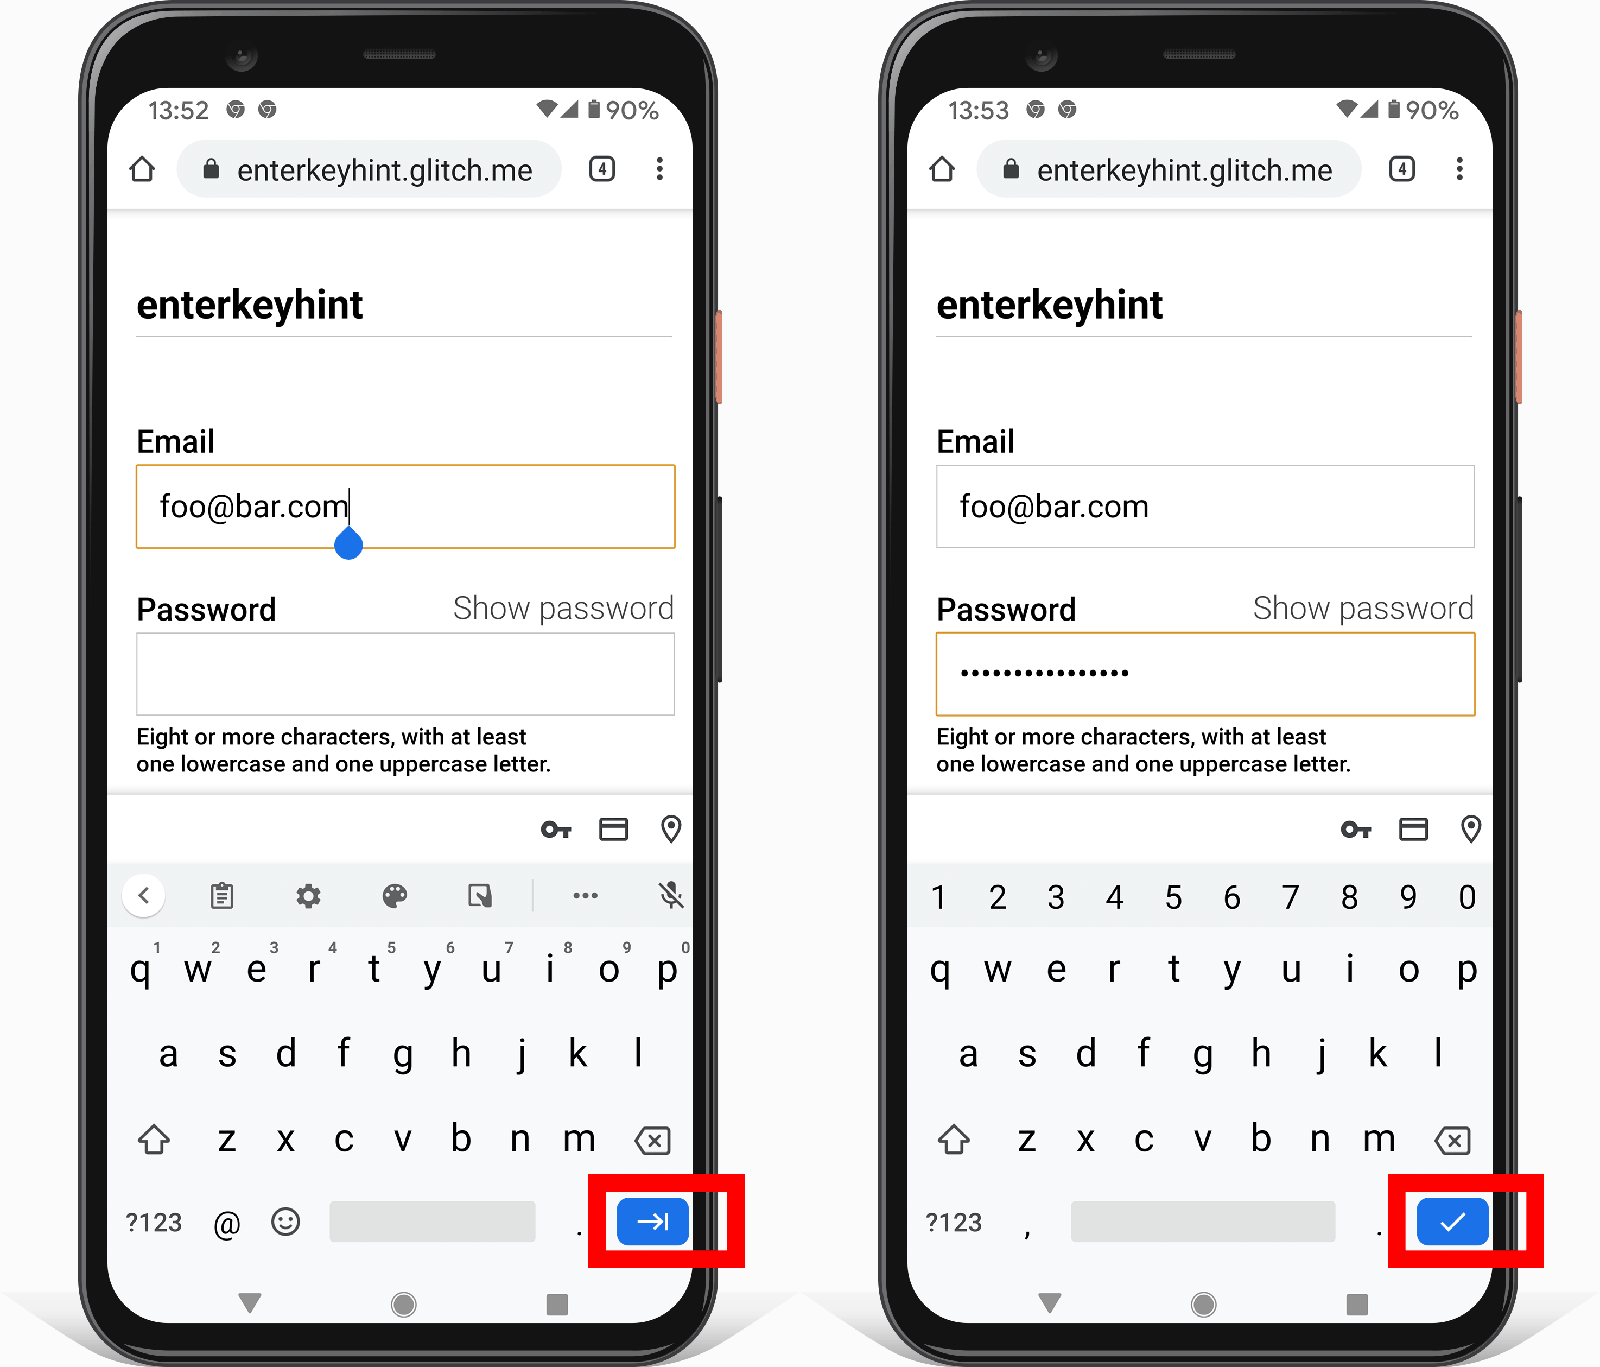 13:52 90%
enterkeyhint.glitch.me 4
enterkeyhint
Email
foo@bar.com
Password Show password
Eight or more characters, with at least
one lowercase and one uppercase letter.
1 2 3 4 5 6 7 8 9 0
q w e r t y u i o p
a s d f g h j k l
z x c v b n m
?123 @ .
13:53 90%
enterkeyhint.glitch.me 4
enterkeyhint
Email
foo@bar.com
Password Show password
••••••••••••••••
Eight or more characters, with at least
one lowercase and one uppercase letter.
1 2 3 4 5 6 7 8 9 0
q w e r t y u i o p
a s d f g h j k l
z x c v b n m
?123 , .